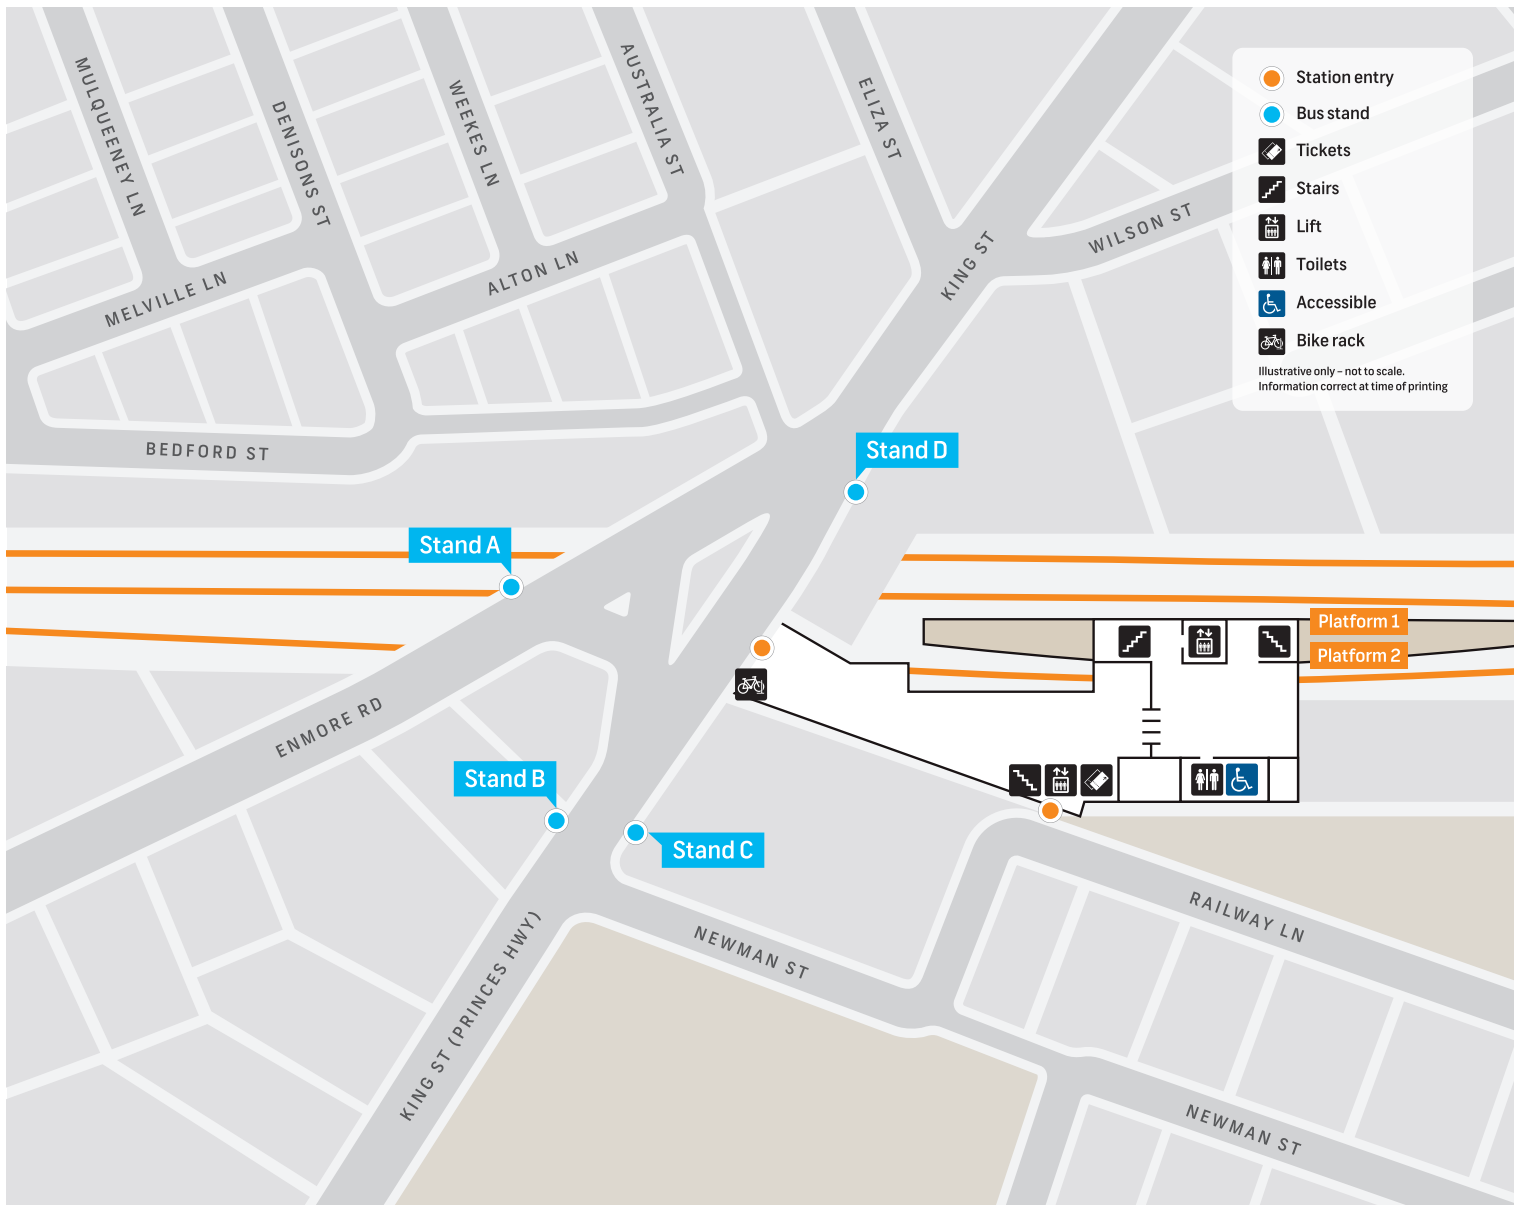 MULQUEENEY LN
DENISONS ST
WEEKES LN
AUSTRALIA ST
ELIZA ST
KING ST
WILSON ST
MELVILLE LN
ALTON LN
BEDFORD ST
Station entry
Bus stand
Tickets
Stairs
Lift
Toilets
Accessible
Bike rack
Illustrative only – not to scale.
Information correct at time of printing
Stand D
Stand A
Platform 1
Platform 2
ENMORE RD
Stand B
Stand C
KING ST (PRINCES HWY)
NEWMAN ST
RAILWAY LN
NEWMAN ST